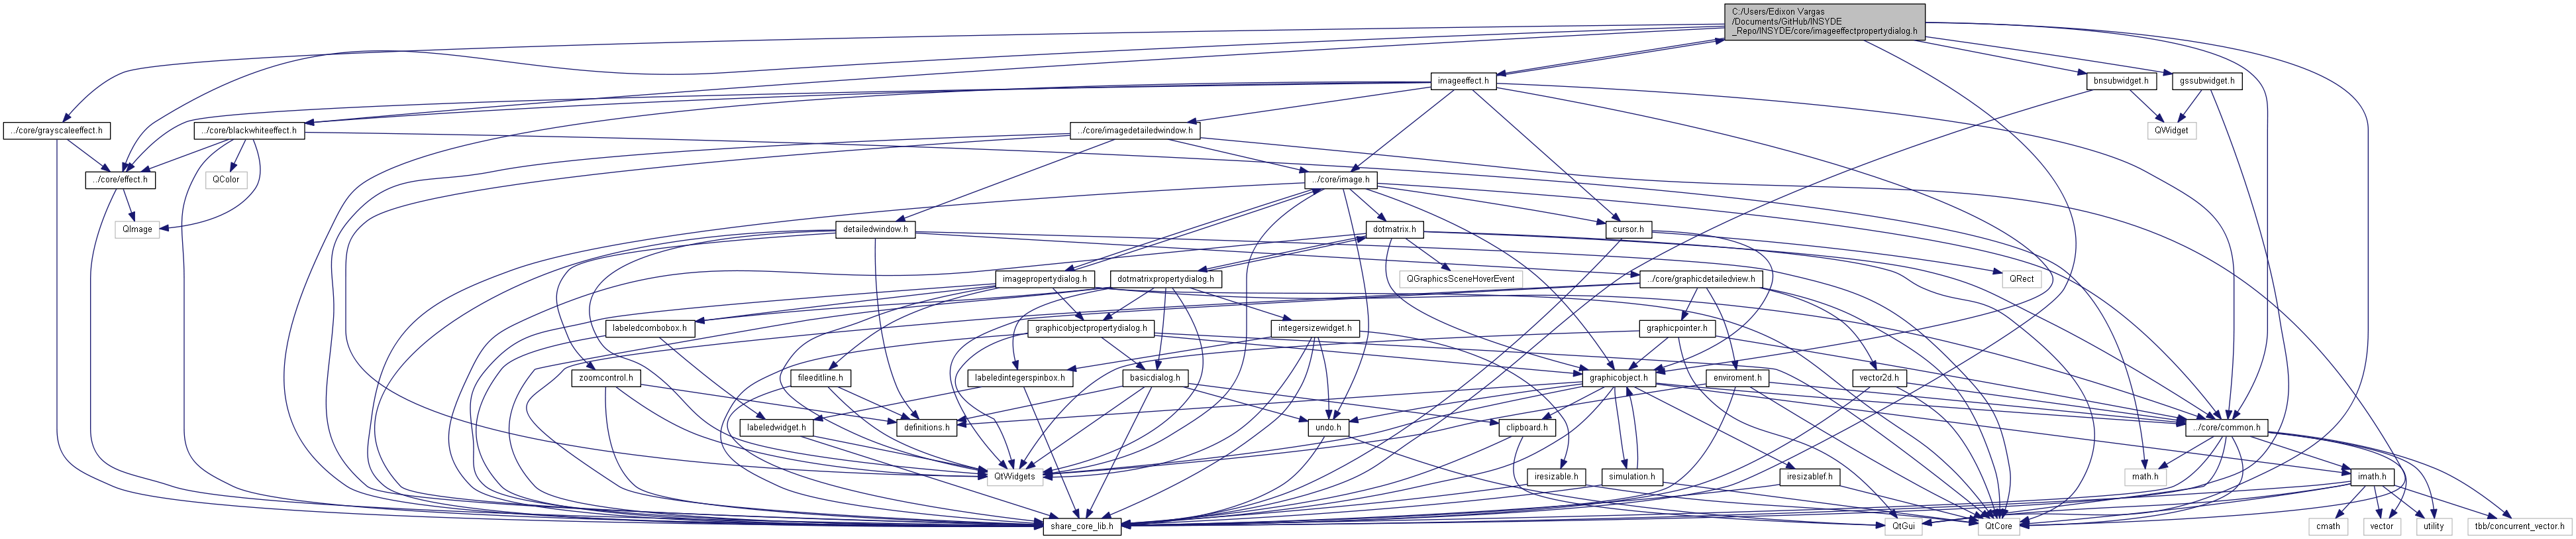 C:/Users/Edixon Vargas
/Documents/GitHub/INSYDE
_Repo/INSYDE/core/imageeffectpropertydialog.h
imageeffect.h
bnsubwidget.h
gssubwidget.h
../core/grayscaleeffect.h
../core/blackwhiteeffect.h
../core/imagedetailedwindow.h
QWidget
../core/effect.h
QColor
../core/image.h
QImage
detailedwindow.h
dotmatrix.h
cursor.h
imagepropertydialog.h
dotmatrixpropertydialog.h
QGraphicsSceneHoverEvent
../core/graphicdetailedview.h
QRect
labeledcombobox.h
graphicobjectpropertydialog.h
integersizewidget.h
graphicpointer.h
zoomcontrol.h
fileeditline.h
labeledintegerspinbox.h
basicdialog.h
graphicobject.h
enviroment.h
vector2d.h
labeledwidget.h
definitions.h
undo.h
clipboard.h
../core/common.h
QtWidgets
iresizable.h
simulation.h
iresizablef.h
math.h
imath.h
share_core_lib.h
QtGui
QtCore
cmath
vector
utility
tbb/concurrent_vector.h